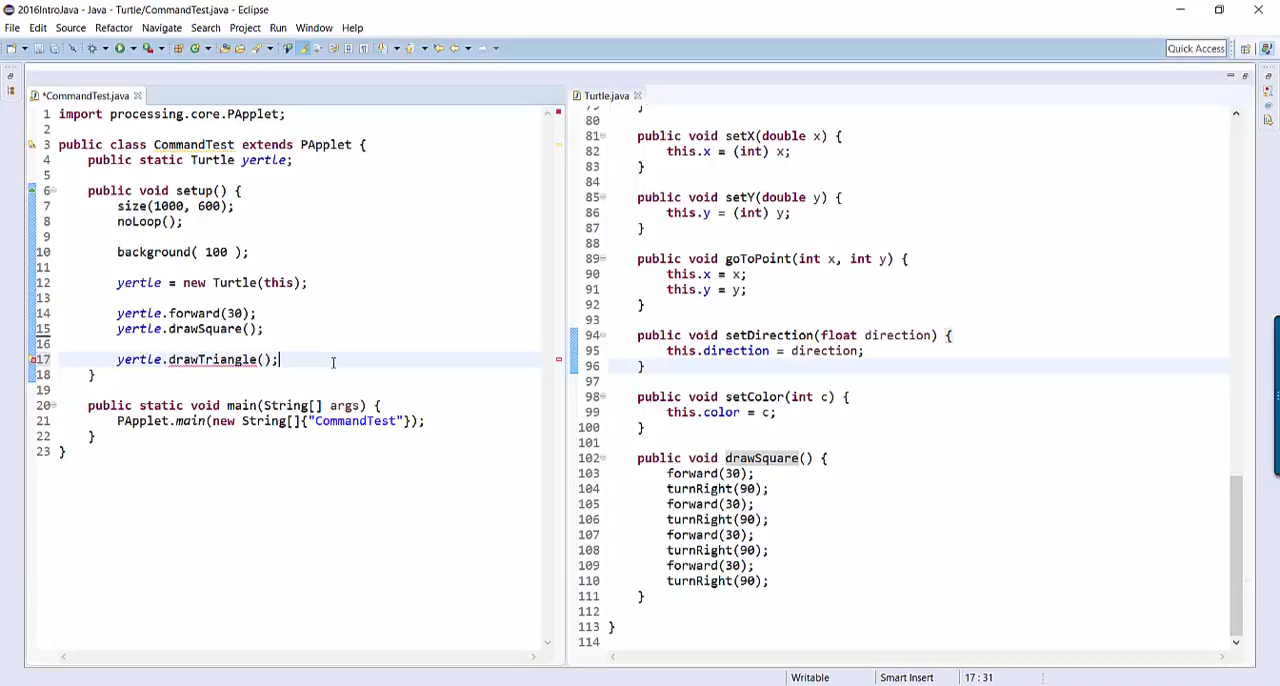 2016IntroJava - Java - Turtle/CommandTest.java - Eclipse
File Edit Source Refactor Navigate Search Project Run Window Help
Quick Access
*CommandTest.java
1 import processing.core.PApplet;
2
3 public class CommandTest extends PApplet {
4 public static Turtle yertle;
5
6 public void setup() {
7 size(1000, 600);
8 noLoop();
9
10 background( 100 );
11
12 yertle = new Turtle(this);
13
14 yertle.forward(30);
15 yertle.drawSquare();
16
17 yertle.drawTriangle();
18 }
19
20 public static void main(String[] args) {
21 PApplet.main(new String[]{"CommandTest"});
22 }
23 }
Turtle.java
79 }
80
81 public void setX(double x) {
82 this.x = (int) x;
83 }
84
85 public void setY(double y) {
86 this.y = (int) y;
87 }
88
89 public void goToPoint(int x, int y) {
90 this.x = x;
91 this.y = y;
92 }
93
94 public void setDirection(float direction) {
95 this.direction = direction;
96 }
97
98 public void setColor(int c) {
99 this.color = c;
100 }
101
102 public void drawSquare() {
103 forward(30);
104 turnRight(90);
105 forward(30);
106 turnRight(90);
107 forward(30);
108 turnRight(90);
109 forward(30);
110 turnRight(90);
111 }
112
113 }
114
Writable Smart Insert 17 : 31